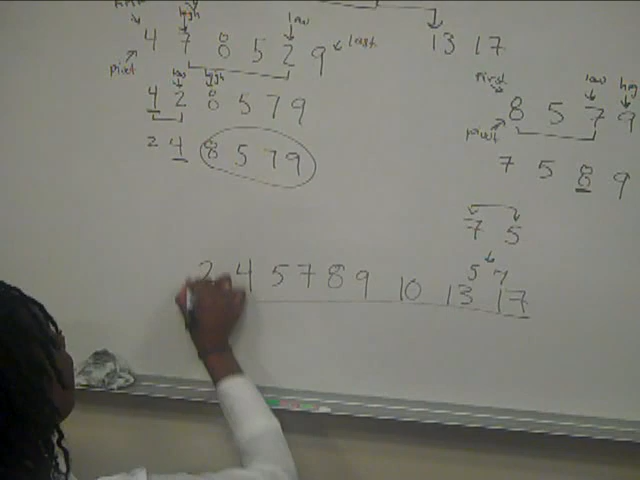 high low
4 7 8 5 2 9 last 13 17
pivot
low high first low
4 2 8 5 7 9 8 5 7 9
pivot
2 4 8 5 7 9 7 5 8 9
7 5
5 7
2 4 5 7 8 9 10 13 17